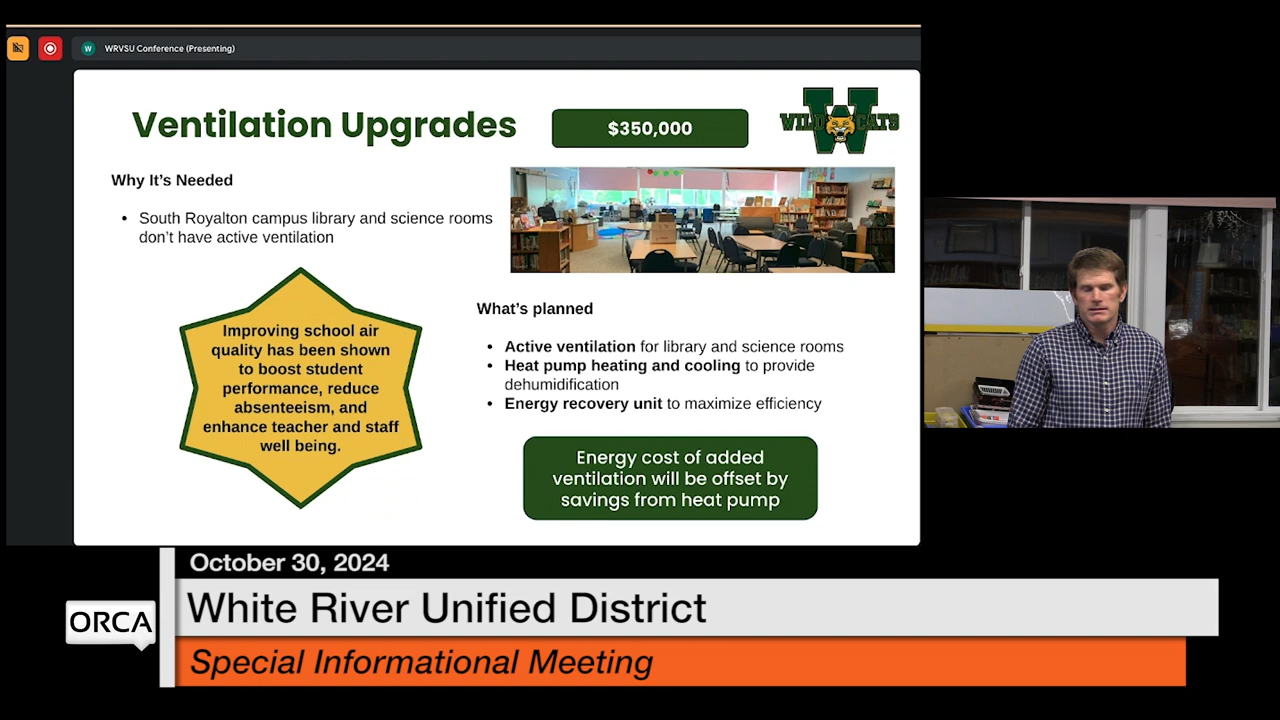 W WRVSU Conference (Presenting)
Ventilation Upgrades
$350,000
W
WILDCATS
Why It’s Needed
• South Royalton campus library and science rooms
don’t have active ventilation
Improving school air
quality has been shown
to boost student
performance, reduce
absenteeism, and
enhance teacher and staff
well being.
What’s planned
• Active ventilation for library and science rooms
• Heat pump heating and cooling to provide
dehumidification
• Energy recovery unit to maximize efficiency
Energy cost of added
ventilation will be offset by
savings from heat pump
October 30, 2024
ORCA
White River Unified District
Special Informational Meeting